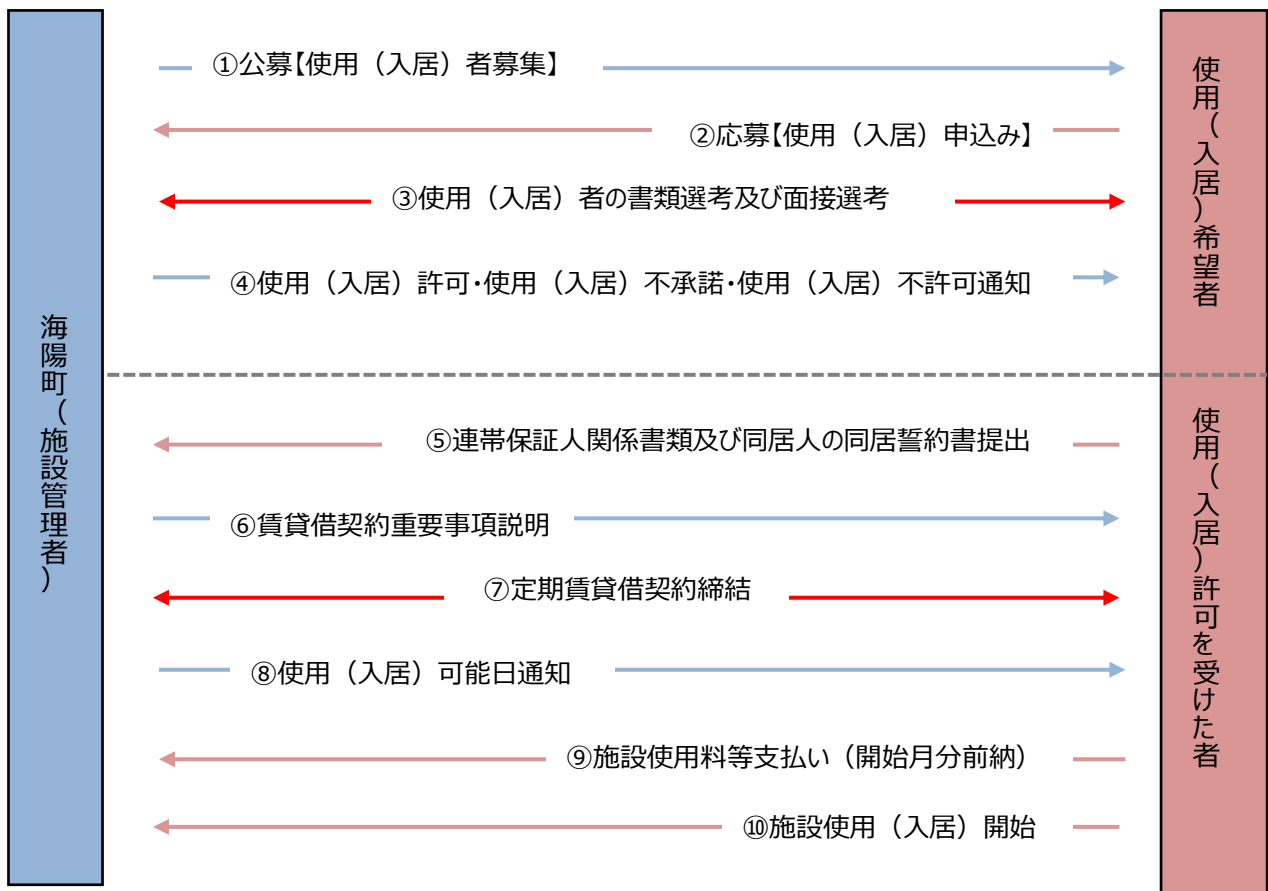 海陽町（施設管理者）
①公募【使用（入居）者募集】
②応募【使用（入居）申込み】
③使用（入居）者の書類選考及び面接選考
④使用（入居）許可・使用（入居）不承諾・使用（入居）不許可通知
使用（入居）希望者
⑤連帯保証人関係書類及び同居人の同居誓約書提出
⑥賃貸借契約重要事項説明
⑦定期賃貸借契約締結
⑧使用（入居）可能日通知
⑨施設使用料等支払い（開始月分前納）
⑩施設使用（入居）開始
使用（入居）許可を受けた者